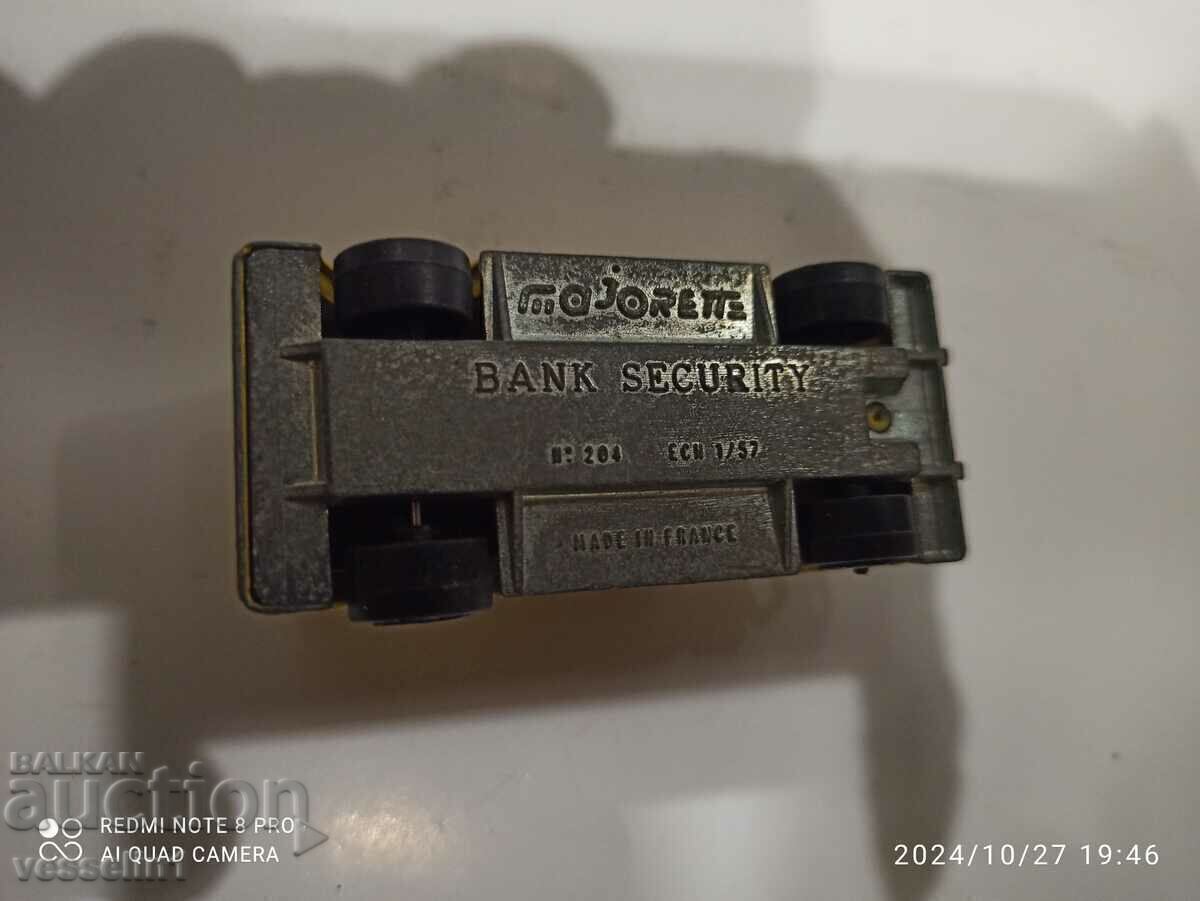 majorette
BANK SECURITY
Nº 204 ECH 1/57
MADE IN FRANCE
BALKAN
auction
REDMI NOTE 8 PRO
AI QUAD CAMERA
2024/10/27 19:46